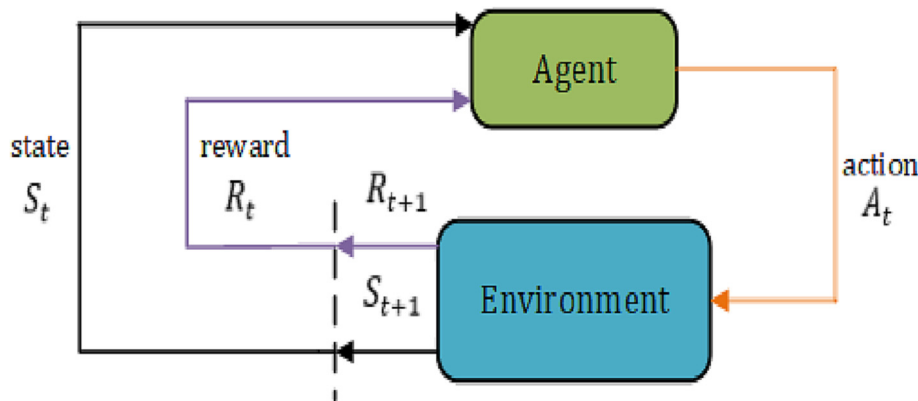 Agent
state
S_t
reward
R_t
R_{t+1}
action
A_t
S_{t+1}
Environment